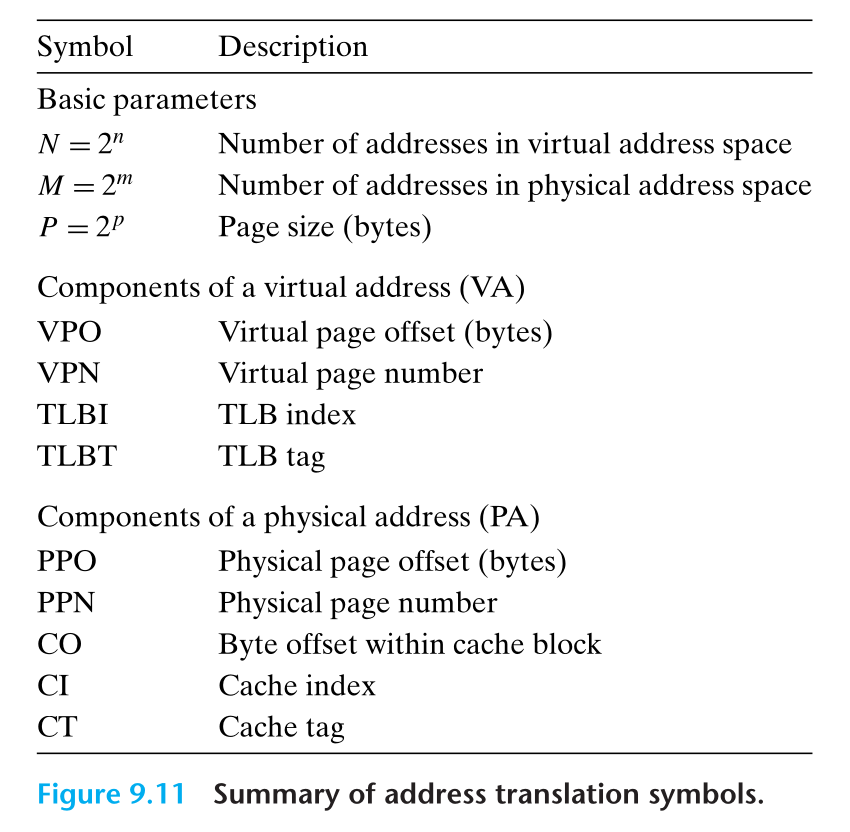 Symbol Description
Basic parameters
N = 2ⁿ Number of addresses in virtual address space
M = 2ᵐ Number of addresses in physical address space
P = 2ᵖ Page size (bytes)
Components of a virtual address (VA)
VPO Virtual page offset (bytes)
VPN Virtual page number
TLBI TLB index
TLBT TLB tag
Components of a physical address (PA)
PPO Physical page offset (bytes)
PPN Physical page number
CO Byte offset within cache block
CI Cache index
CT Cache tag
Figure 9.11 Summary of address translation symbols.